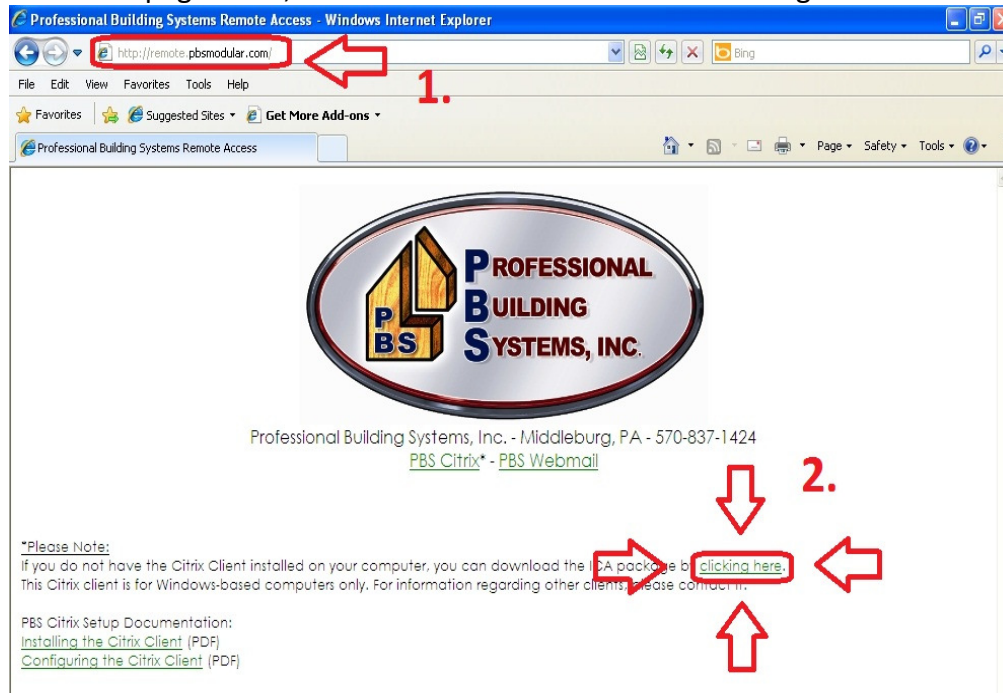 Professional Building Systems Remote Access - Windows Internet Explorer
http://remote.pbsmodular.com/
Bing
1.
File Edit View Favorites Tools Help
Favorites Suggested Sites Get More Add-ons
Professional Building Systems Remote Access
Page Safety Tools
P
BS
PROFESSIONAL
BUILDING
SYSTEMS, INC.
Professional Building Systems, Inc. - Middleburg, PA - 570-837-1424
PBS Citrix* - PBS Webmail
2.
*Please Note:
If you do not have the Citrix Client installed on your computer, you can download the ICA package by clicking here.
This Citrix client is for Windows-based computers only. For information regarding other clients, please contact IT.
PBS Citrix Setup Documentation:
Installing the Citrix Client (PDF)
Configuring the Citrix Client (PDF)